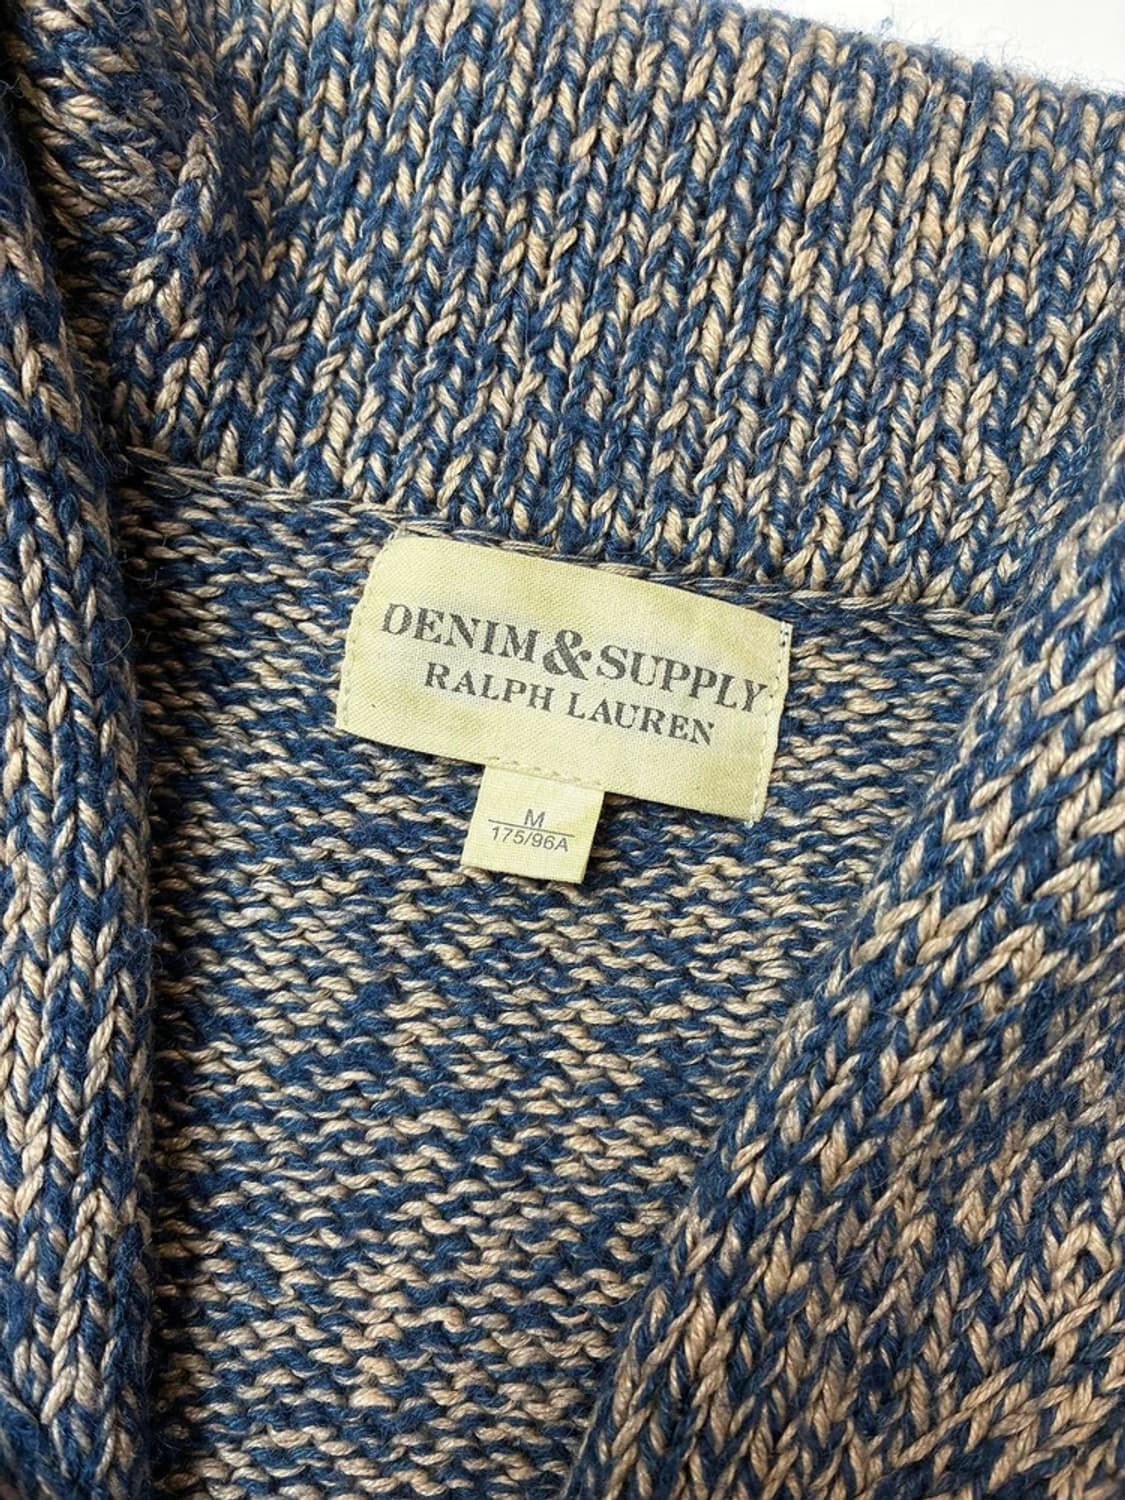 DENIM & SUPPLY
RALPH LAUREN
M
175/96A